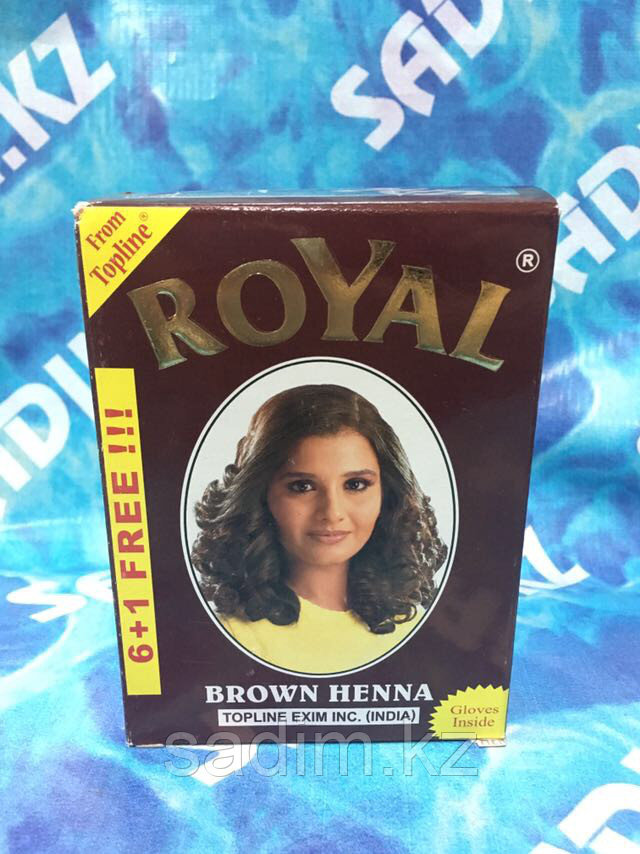 From
Topline®
ROYAL®
6+1 FREE !!!
BROWN HENNA
TOPLINE EXIM INC. (INDIA)
Gloves
Inside
sadim.kz